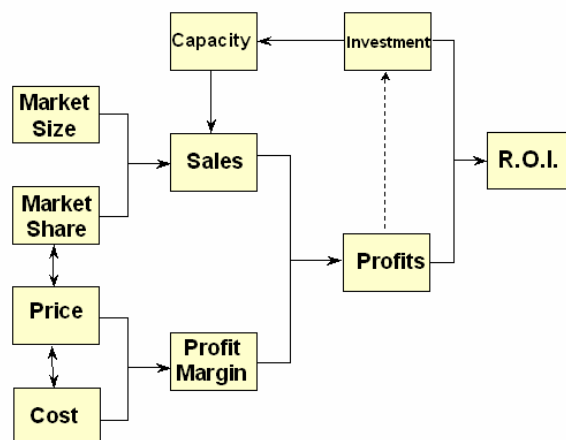 Capacity
Investment
Market
Size
Sales
R.O.I.
Market
Share
Profits
Price
Profit
Margin
Cost